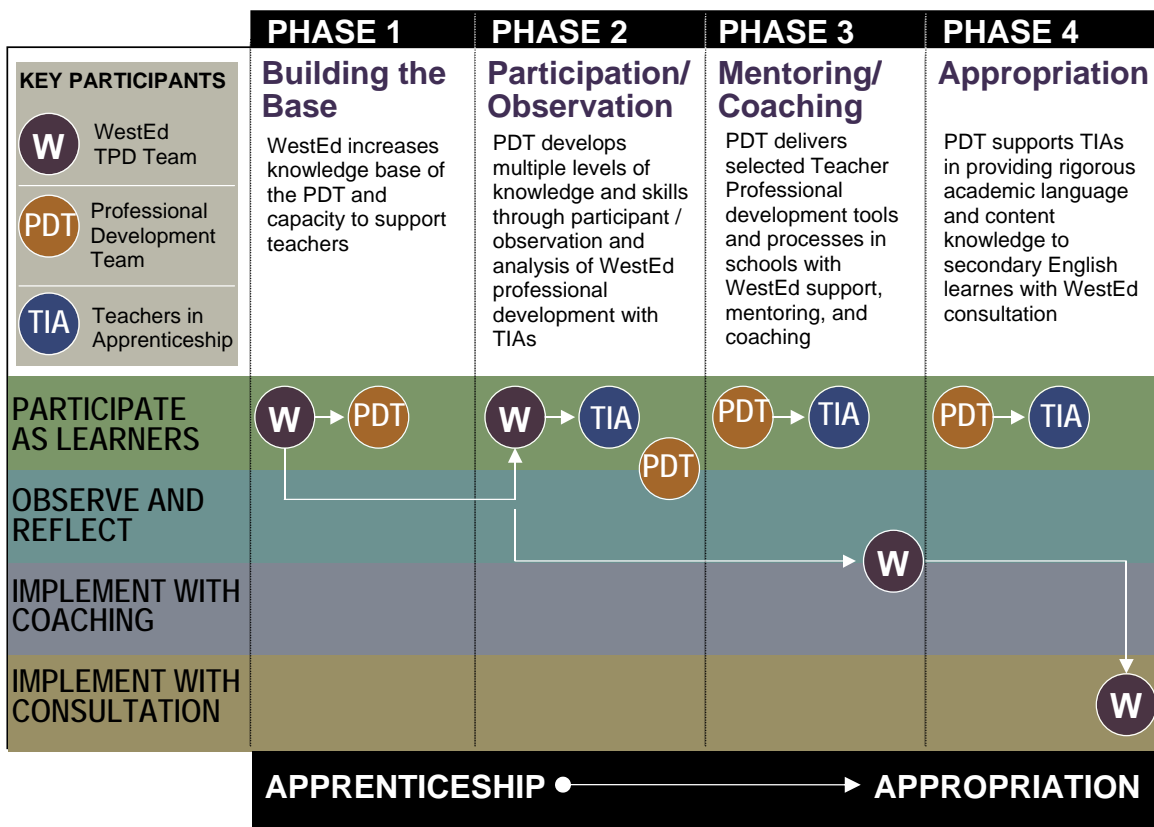 PHASE 1
PHASE 2
PHASE 3
PHASE 4
KEY PARTICIPANTS
W
WestEd
TPD Team
PDT
Professional
Development
Team
TIA
Teachers in
Apprenticeship
Building the
Base
WestEd increases
knowledge base of
the PDT and
capacity to support
teachers
Participation/
Observation
PDT develops
multiple levels of
knowledge and skills
through participant /
observation and
analysis of WestEd
professional
development with
TIAs
Mentoring/
Coaching
PDT delivers
selected Teacher
Professional
development tools
and processes in
schools with
WestEd support,
mentoring, and
coaching
Appropriation
PDT supports TIAs
in providing rigorous
academic language
and content
knowledge to
secondary English
learnes with WestEd
consultation
PARTICIPATE
AS LEARNERS
W
PDT
W
TIA
PDT
PDT
TIA
PDT
TIA
OBSERVE AND
REFLECT
W
IMPLEMENT WITH
COACHING
IMPLEMENT WITH
CONSULTATION
W
APPRENTICESHIP
APPROPRIATION